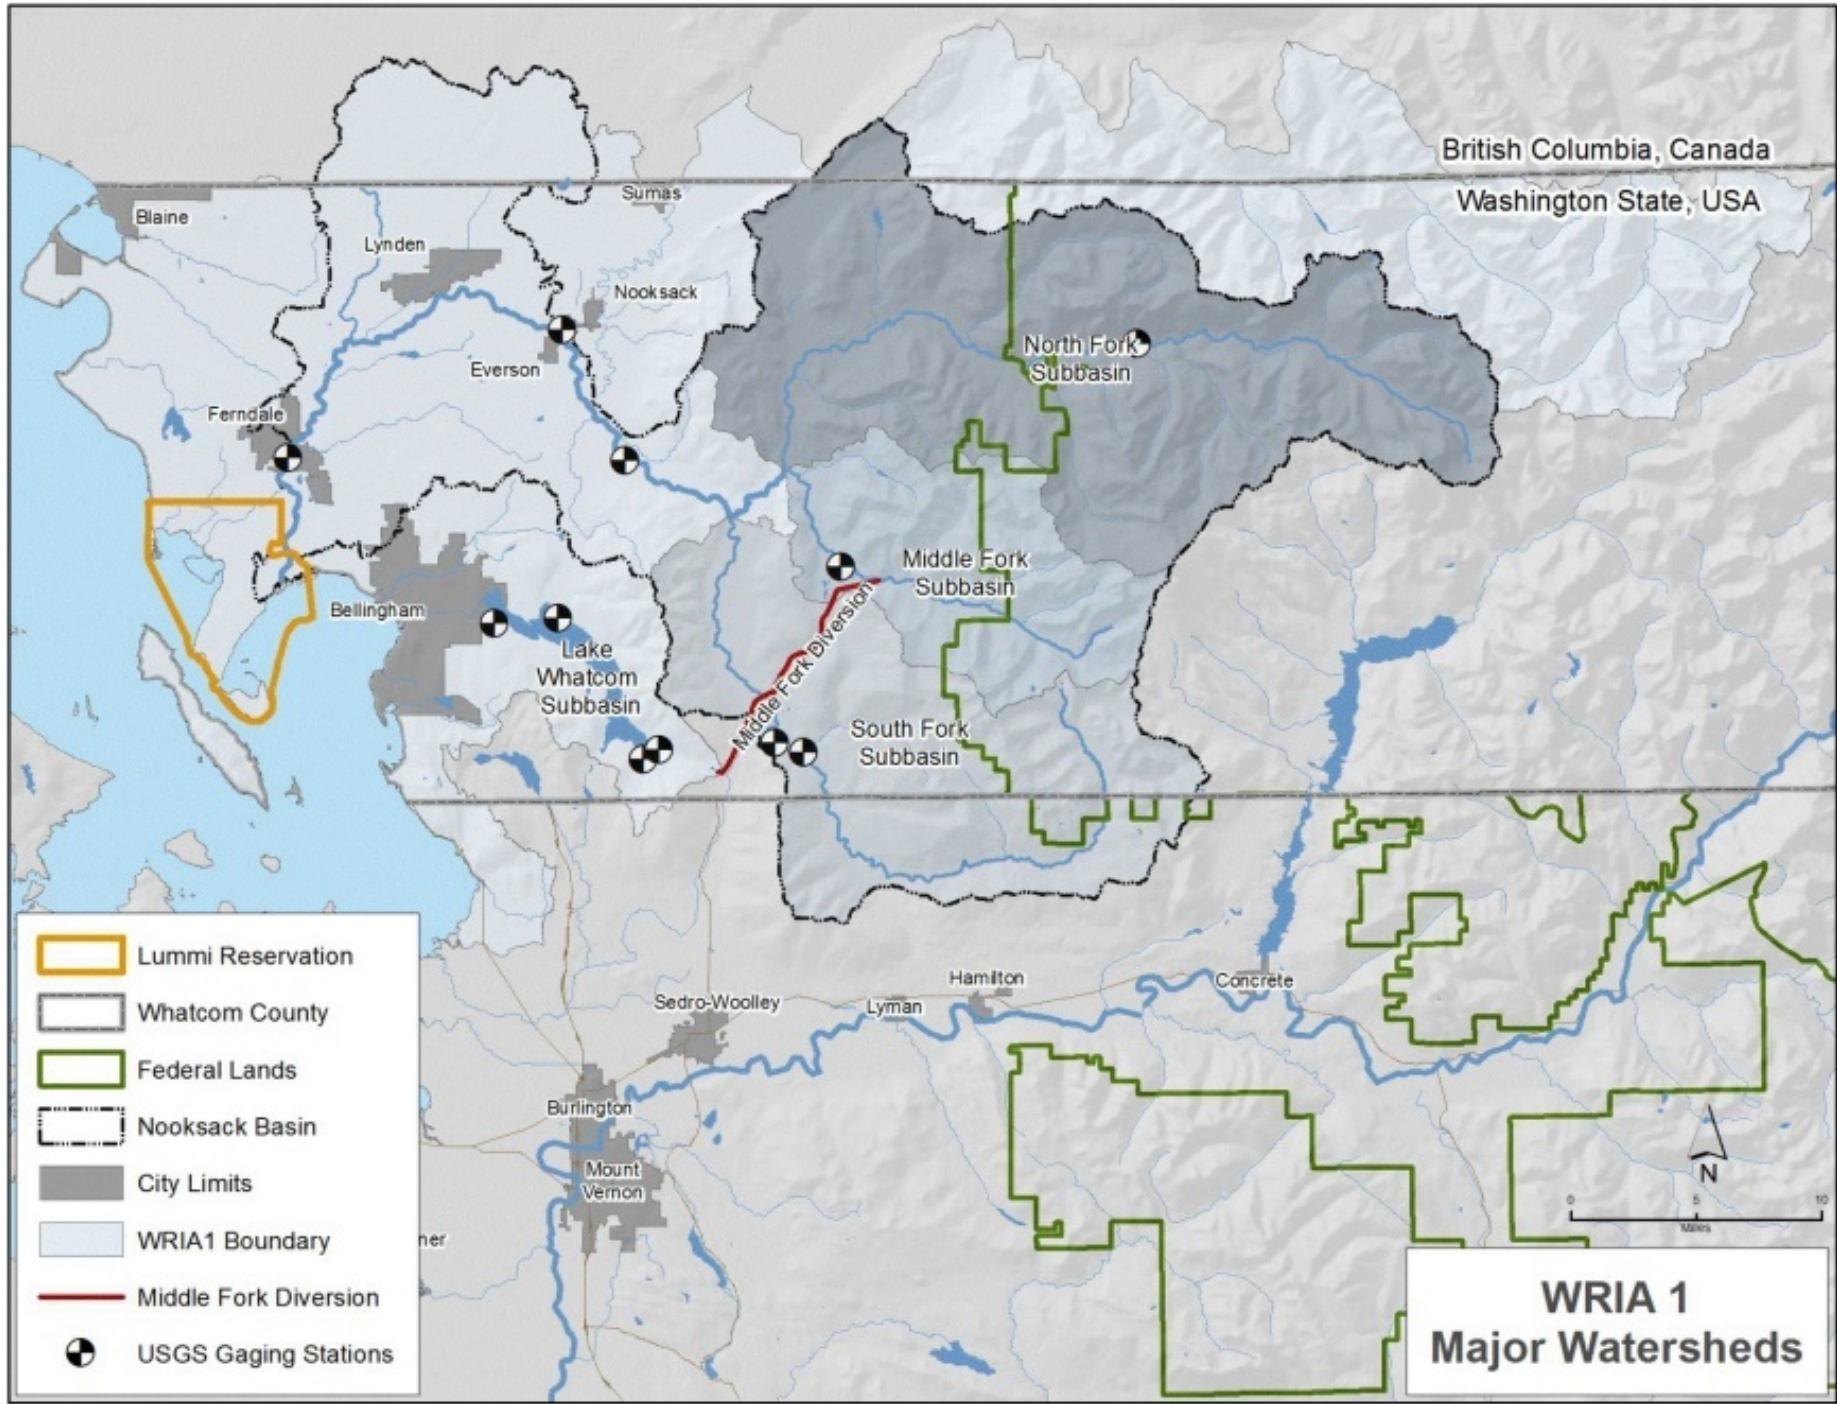 British Columbia, Canada
Washington State, USA
Blaine
Sumas
Lynden
Nooksack
Everson
North Fork
Subbasin
Ferndale
Middle Fork
Subbasin
Bellingham
Middle Fork Diversion
Lake
Whatcom
Subbasin
South Fork
Subbasin
Lummi Reservation
Whatcom County
Federal Lands
Nooksack Basin
City Limits
WRIA1 Boundary
Middle Fork Diversion
USGS Gaging Stations
Hamilton
Concrete
Sedro-Woolley
Lyman
Burlington
Mount
Vernon
ner
N
0 5 10
Miles
WRIA 1
Major Watersheds